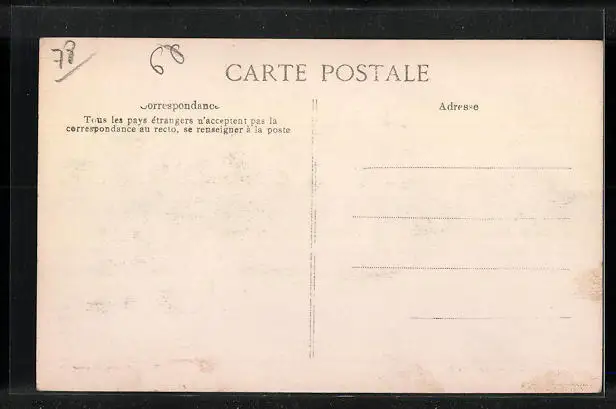 78
68
CARTE POSTALE
Correspondance
Tous les pays étrangers n'acceptent pas la
correspondance au recto, se renseigner à la poste
Adresse